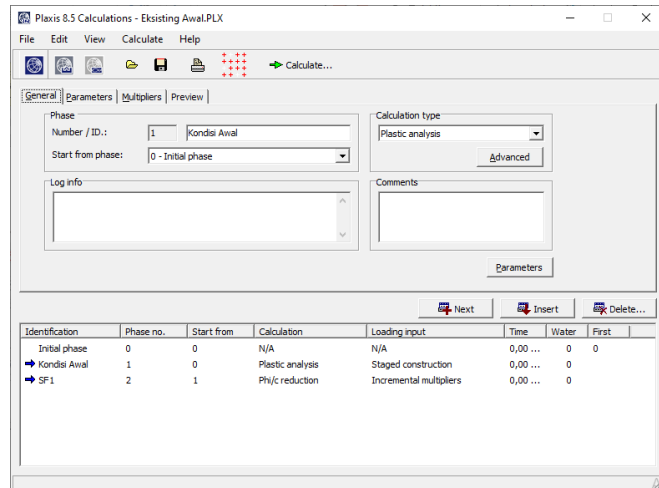 Plaxis 8.5 Calculations - Eksisting Awal.PLX
File Edit View Calculate Help
Calculate...
General Parameters Multipliers Preview
Phase
Number / ID.: 1 Kondisi Awal
Start from phase: 0 - Initial phase
Calculation type
Plastic analysis
Advanced
Log info
Comments
Parameters
Next Insert Delete...
Identification Phase no. Start from Calculation Loading input Time Water First
Initial phase 0 0 N/A N/A 0,00 ... 0 0
Kondisi Awal 1 0 Plastic analysis Staged construction 0,00 ... 0
SF1 2 1 Phi/c reduction Incremental multipliers 0,00 ... 0